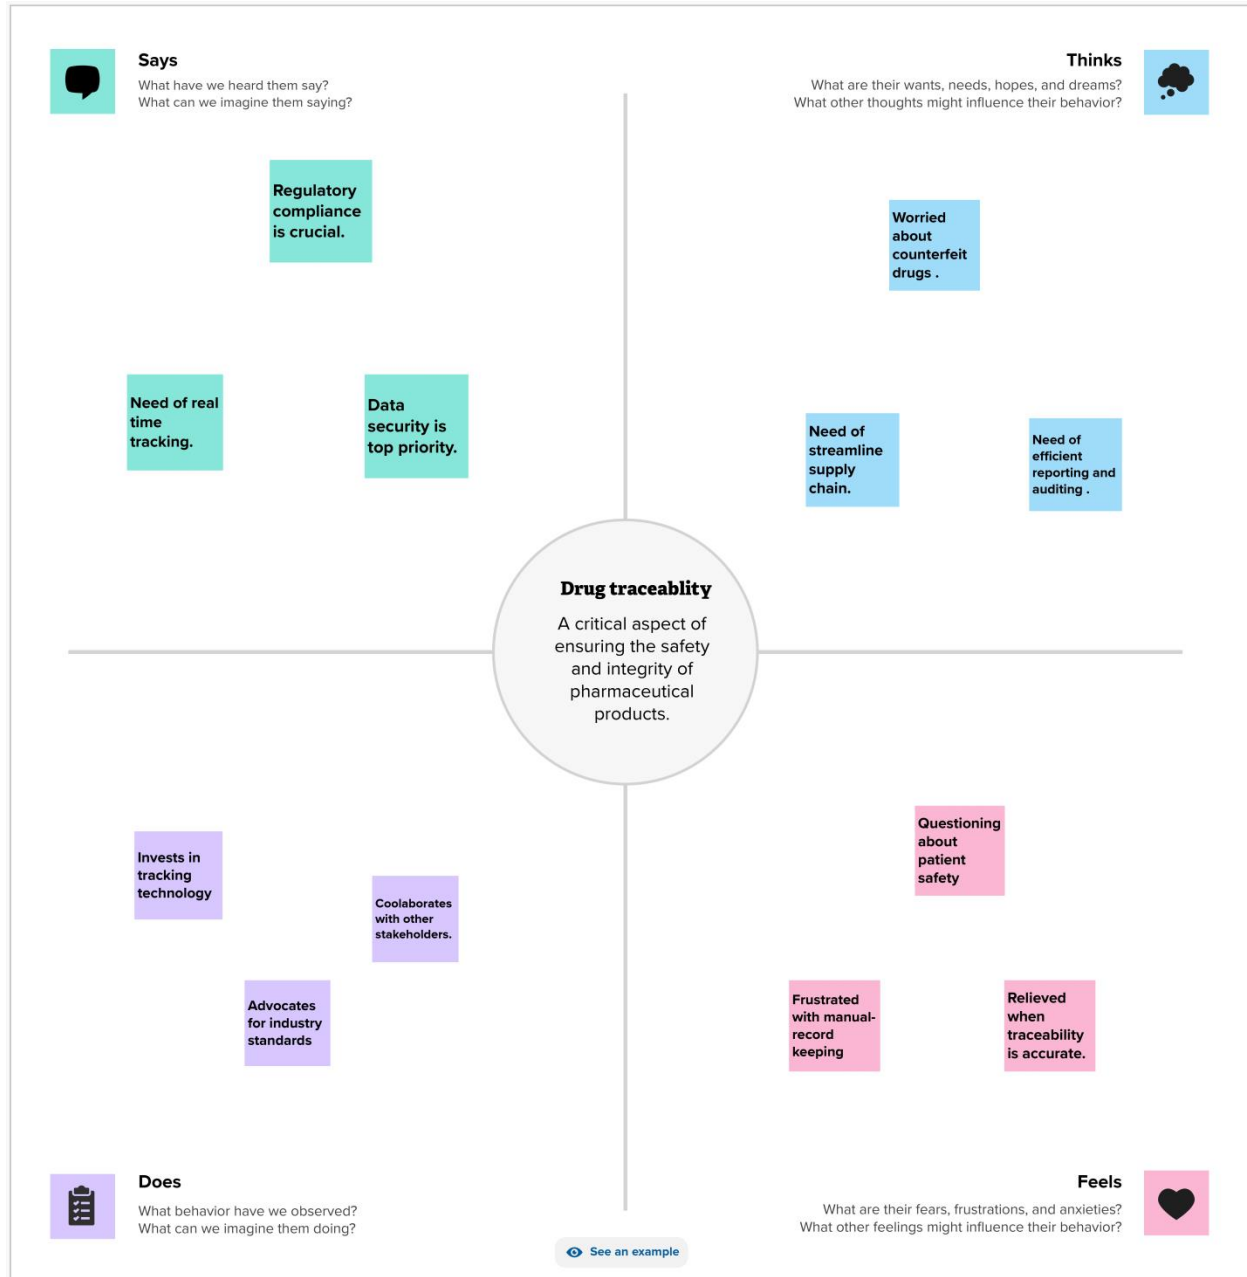 Says
What have we heard them say?
What can we imagine them saying?
Regulatory
compliance
is crucial.
Need of real
time
tracking.
Data
security is
top priority.
Thinks
What are their wants, needs, hopes, and dreams?
What other thoughts might influence their behavior?
Worried
about
counterfeit
drugs .
Need of
streamline
supply
chain.
Need of
efficient
reporting and
auditing .
Drug traceablity
A critical aspect of
ensuring the safety
and integrity of
pharmaceutical
products.
Invests in
tracking
technology
Coolaborates
with other
stakeholders.
Advocates
for industry
standards
Does
What behavior have we observed?
What can we imagine them doing?
Questioning
about
patient
safety
Frustrated
with manual-
record
keeping
Relieved
when
traceability
is accurate.
Feels
What are their fears, frustrations, and anxieties?
What other feelings might influence their behavior?
See an example